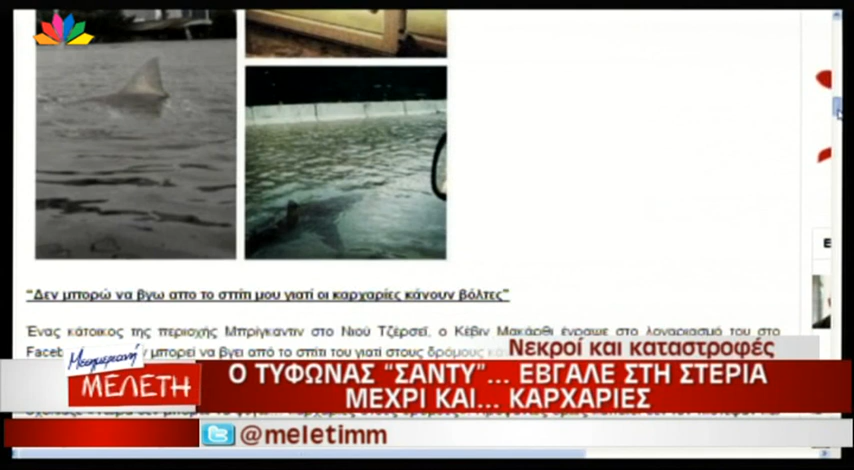 "Δεν μπορώ να βγω απο το σπίτι μου γιατί οι καρχαρίες κάνουν βόλτες"
Ένας κάτοικος της περιοχής Μπρίγκαντιν στο Νιού Τζέρσεϊ, ο Κέβιν Μακάρθι έγραψε στο λογαριασμό του στο
Faceb μπορεί να βγει από το σπίτι του γιατί στους δρόμους
Νεκροί και καταστροφές
Μεσημεριανή
ΜΕΛΕΤΗ
Ο ΤΥΦΩΝΑΣ "ΣΑΝΤΥ"... ΕΒΓΑΛΕ ΣΤΗ ΣΤΕΡΙΑ
ΜΕΧΡΙ ΚΑΙ... ΚΑΡΧΑΡΙΕΣ
@meletimm